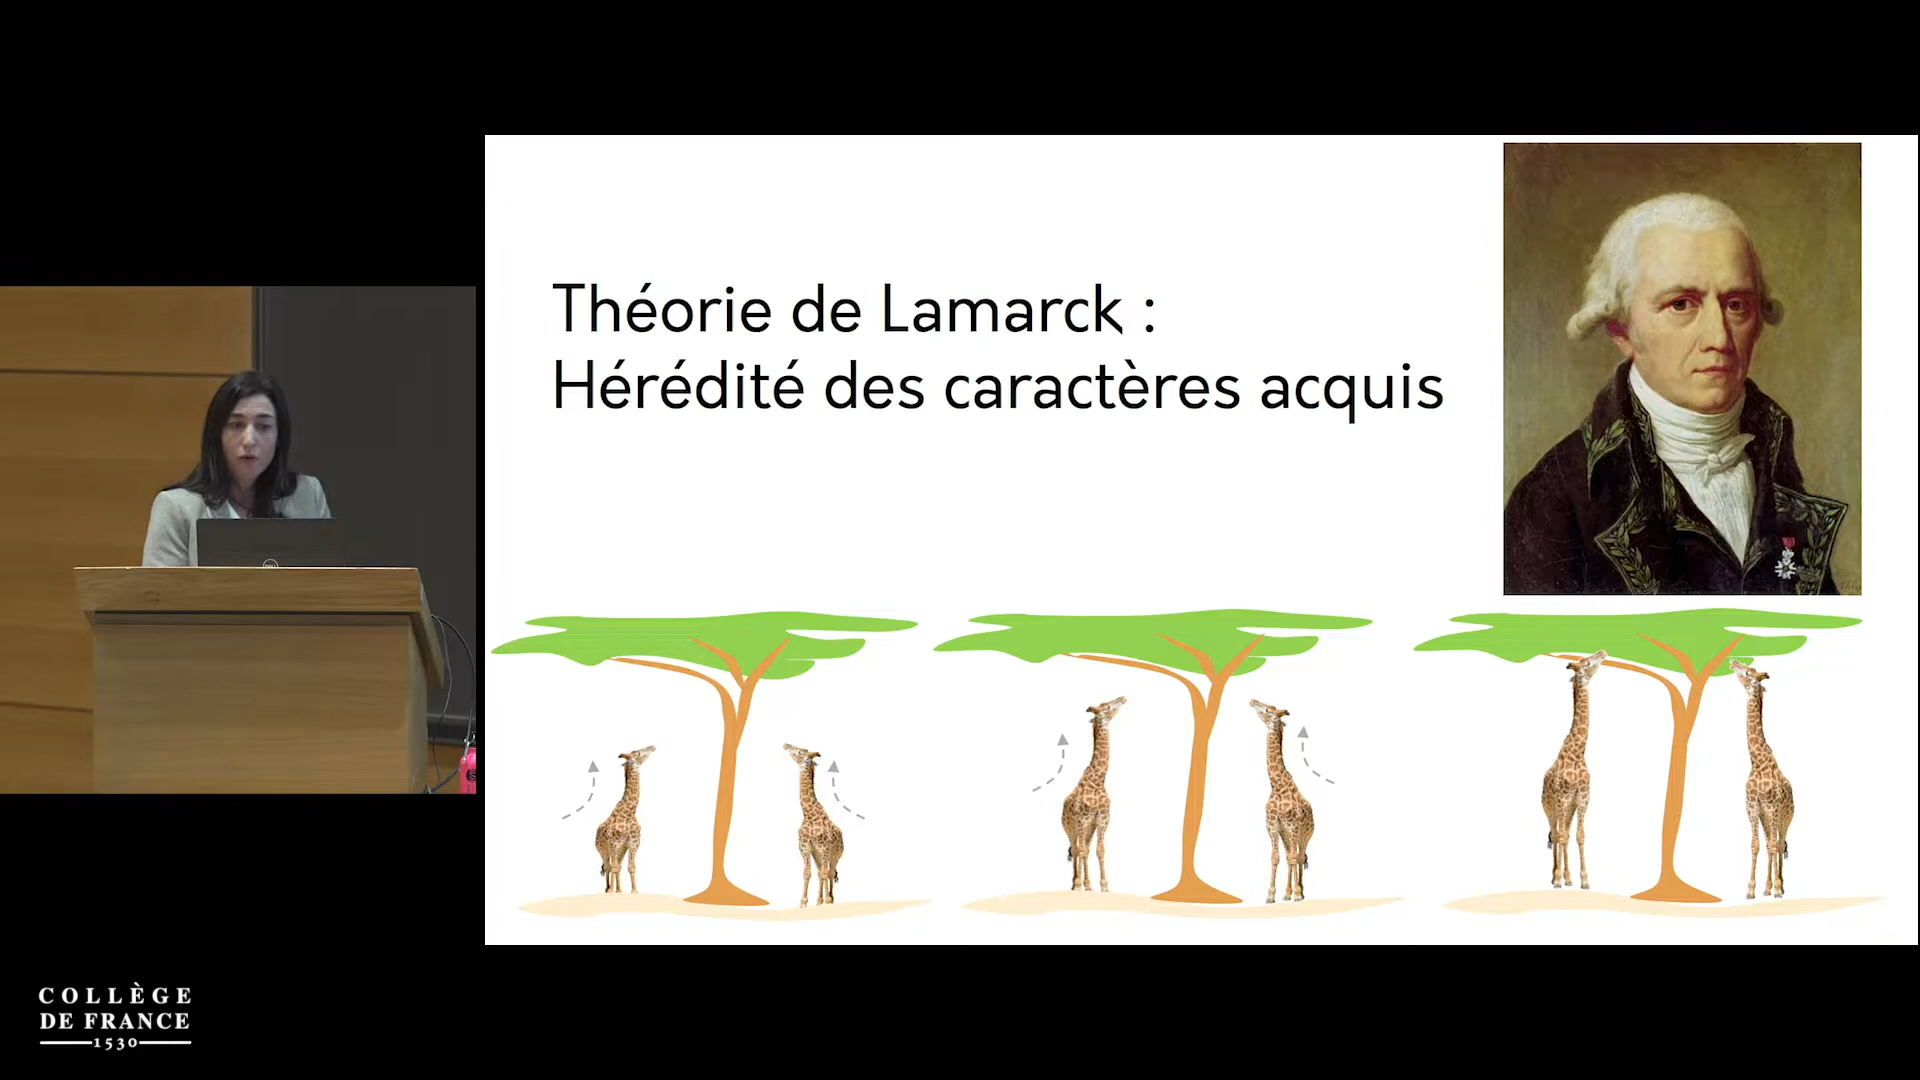 Théorie de Lamarck :
Hérédité des caractères acquis
COLLÈGE
DE FRANCE
1530